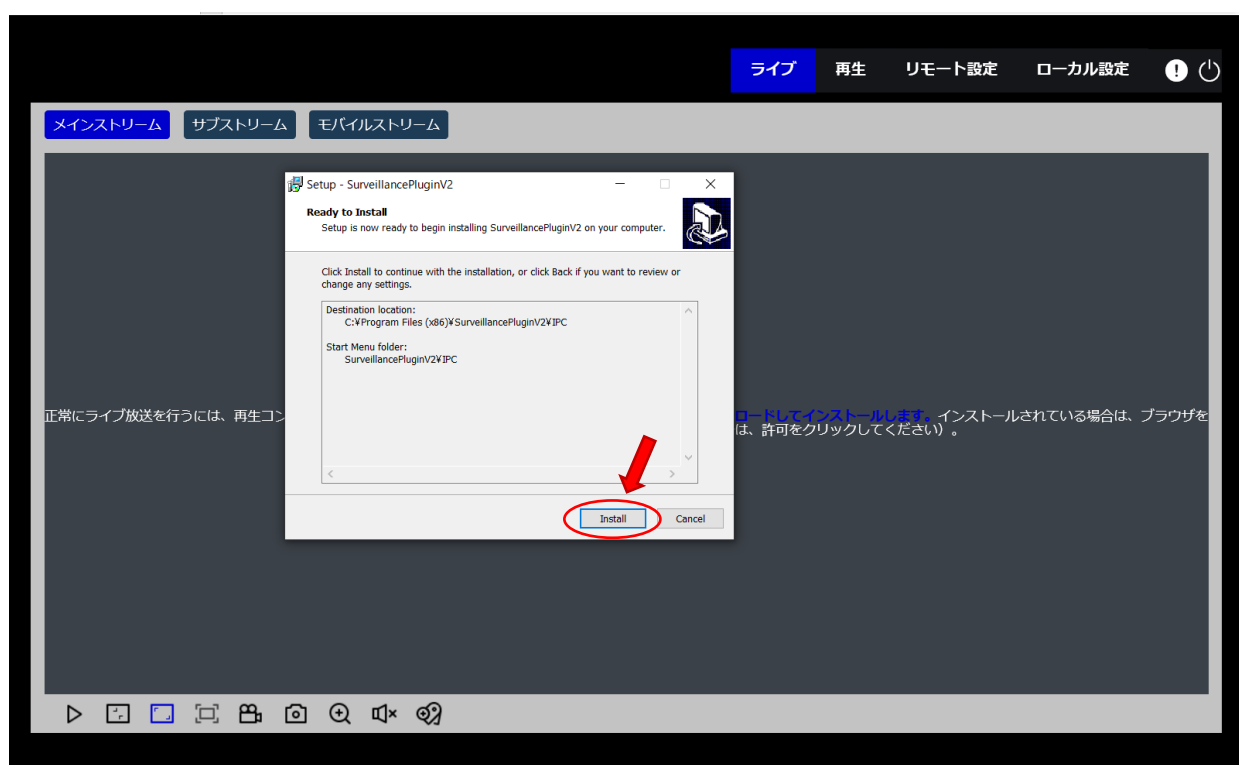 ライブ 再生 リモート設定 ローカル設定
メインストリーム サブストリーム モバイルストリーム
Setup - SurveillancePluginV2
Ready to Install
Setup is now ready to begin installing SurveillancePluginV2 on your computer.
Click Install to continue with the installation, or click Back if you want to review or
change any settings.
Destination location:
C:¥Program Files (x86)¥SurveillancePluginV2¥IPC
Start Menu folder:
SurveillancePluginV2¥IPC
正常にライブ放送を行うには、再生コン ロードしてインストールします。インストールされている場合は、ブラウザを
は、許可をクリックしてください）。
Install Cancel